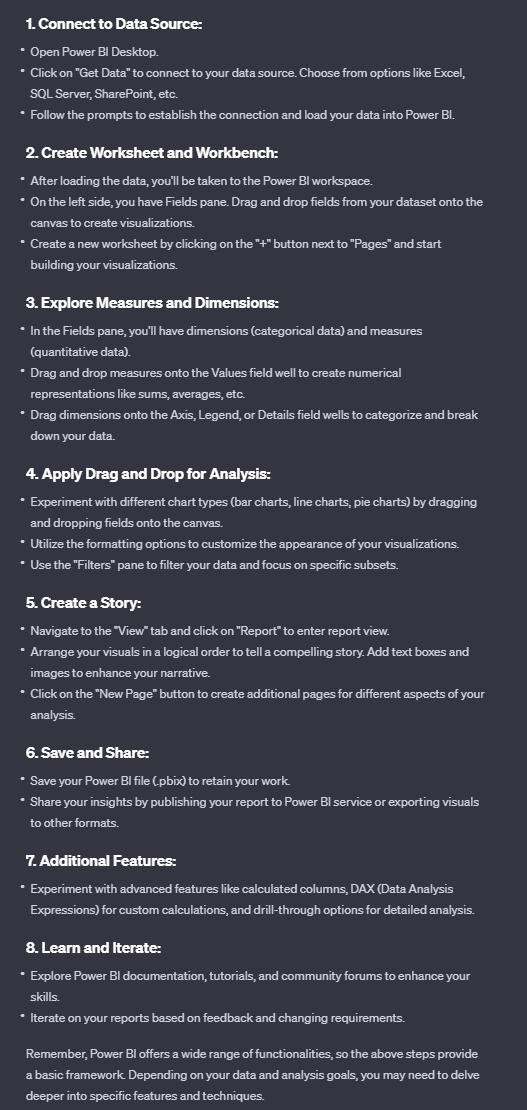 1. Connect to Data Source:
• Open Power BI Desktop.
• Click on "Get Data" to connect to your data source. Choose from options like Excel,
SQL Server, SharePoint, etc.
• Follow the prompts to establish the connection and load your data into Power BI.
2. Create Worksheet and Workbench:
• After loading the data, you'll be taken to the Power BI workspace.
• On the left side, you have Fields pane. Drag and drop fields from your dataset onto the
canvas to create visualizations.
• Create a new worksheet by clicking on the "+" button next to "Pages" and start
building your visualizations.
3. Explore Measures and Dimensions:
• In the Fields pane, you'll have dimensions (categorical data) and measures
(quantitative data).
• Drag and drop measures onto the Values field well to create numerical
representations like sums, averages, etc.
• Drag dimensions onto the Axis, Legend, or Details field wells to categorize and break
down your data.
4. Apply Drag and Drop for Analysis:
• Experiment with different chart types (bar charts, line charts, pie charts) by dragging
and dropping fields onto the canvas.
• Utilize the formatting options to customize the appearance of your visualizations.
• Use the "Filters" pane to filter your data and focus on specific subsets.
5. Create a Story:
• Navigate to the "View" tab and click on "Report" to enter report view.
• Arrange your visuals in a logical order to tell a compelling story. Add text boxes and
images to enhance your narrative.
• Click on the "New Page" button to create additional pages for different aspects of your
analysis.
6. Save and Share:
• Save your Power BI file (.pbix) to retain your work.
• Share your insights by publishing your report to Power BI service or exporting visuals
to other formats.
7. Additional Features:
• Experiment with advanced features like calculated columns, DAX (Data Analysis
Expressions) for custom calculations, and drill-through options for detailed analysis.
8. Learn and Iterate:
• Explore Power BI documentation, tutorials, and community forums to enhance your
skills.
• Iterate on your reports based on feedback and changing requirements.
Remember, Power BI offers a wide range of functionalities, so the above steps provide
a basic framework. Depending on your data and analysis goals, you may need to delve
deeper into specific features and techniques.